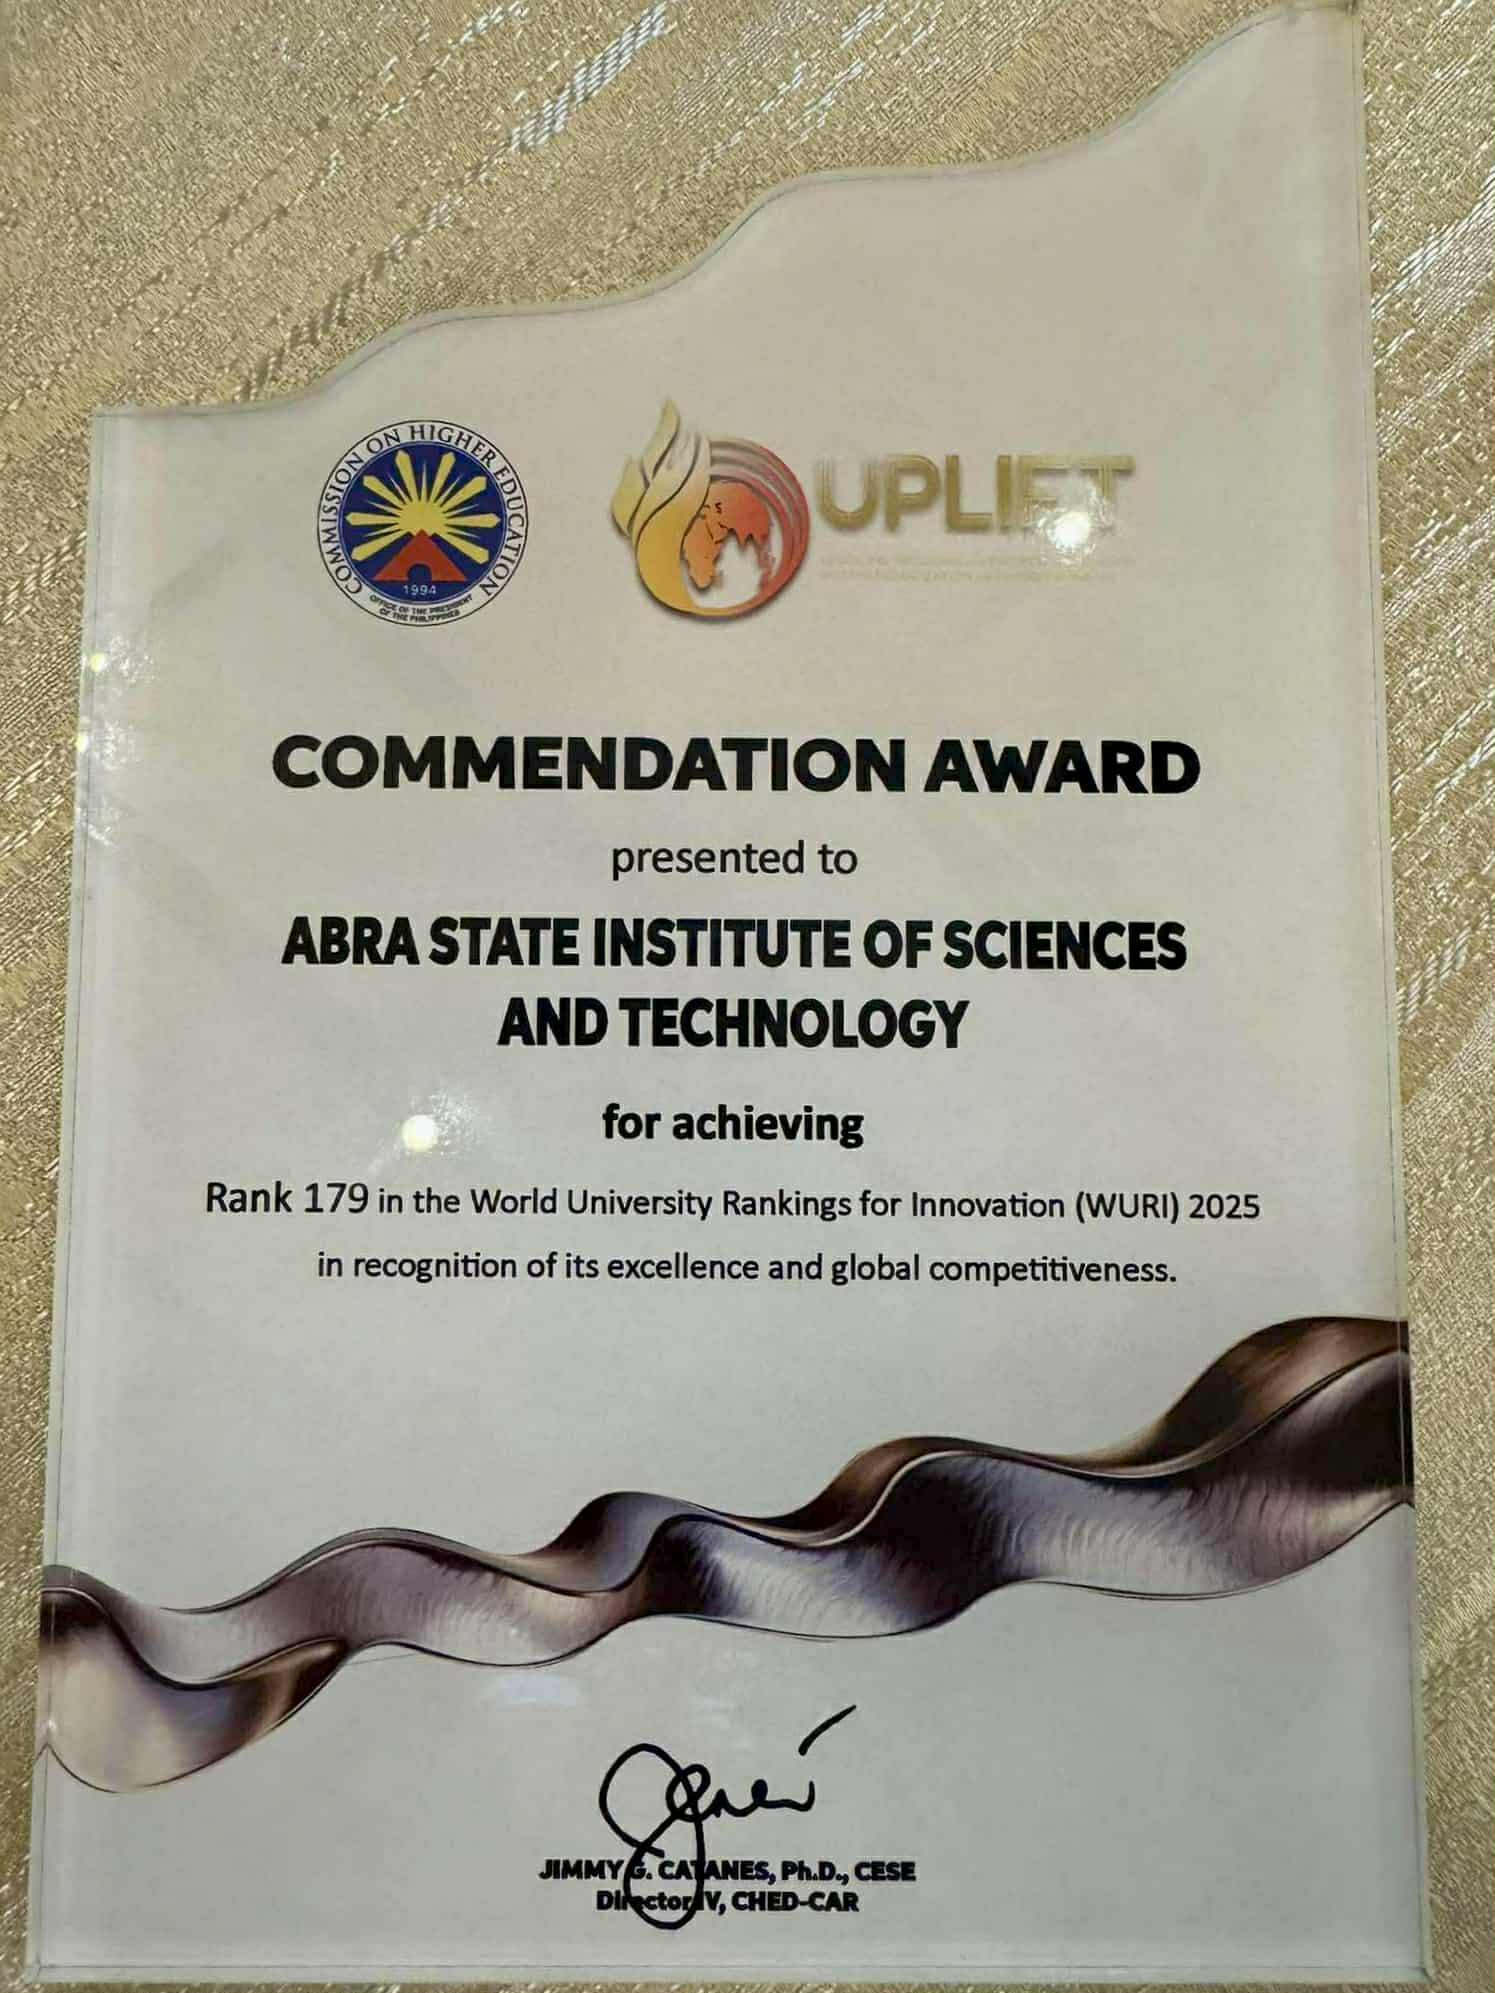 COMMISSION ON HIGHER EDUCATION
1994
OFFICE OF THE PRESIDENT
OF THE PHILIPPINES
UPLIFT
COMMENDATION AWARD
presented to
ABRA STATE INSTITUTE OF SCIENCES
AND TECHNOLOGY
for achieving
Rank 179 in the World University Rankings for Innovation (WURI) 2025
in recognition of its excellence and global competitiveness.
JIMMY G. CATANES, Ph.D., CESE
Director IV, CHED-CAR